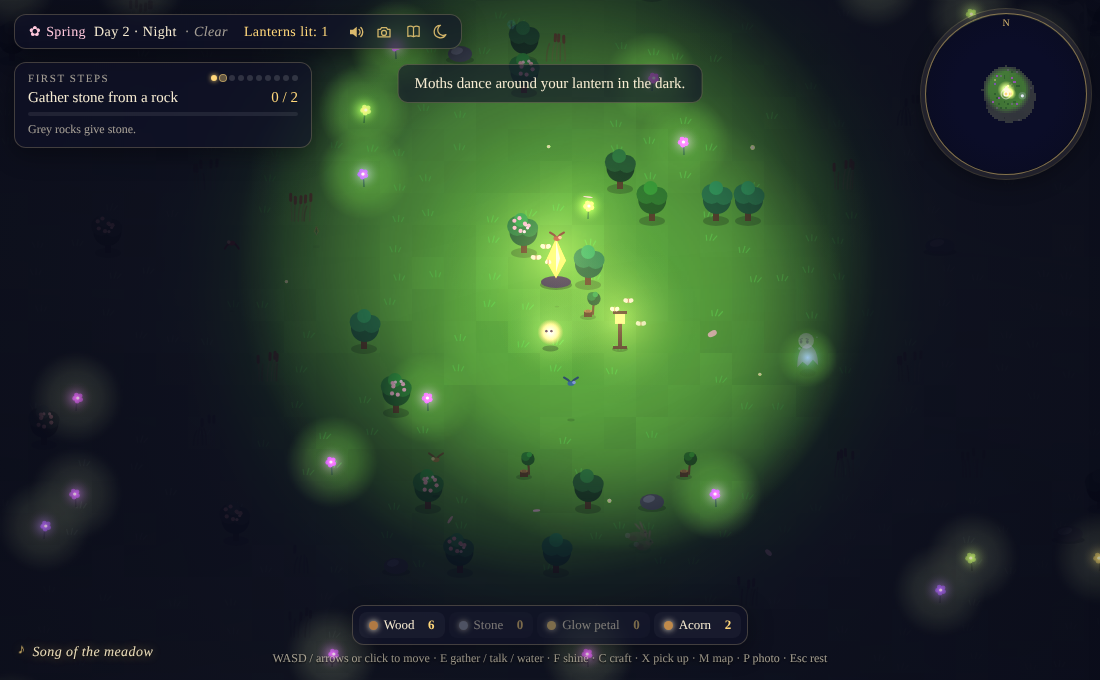 ✿ Spring Day 2 · Night · Clear Lanterns lit: 1
N
FIRST STEPS
Gather stone from a rock 0 / 2
Grey rocks give stone.
Moths dance around your lantern in the dark.
Wood 6 Stone 0 Glow petal 0 Acorn 2
♪ Song of the meadow
WASD / arrows or click to move · E gather / talk / water · F shine · C craft · X pick up · M map · P photo · Esc rest